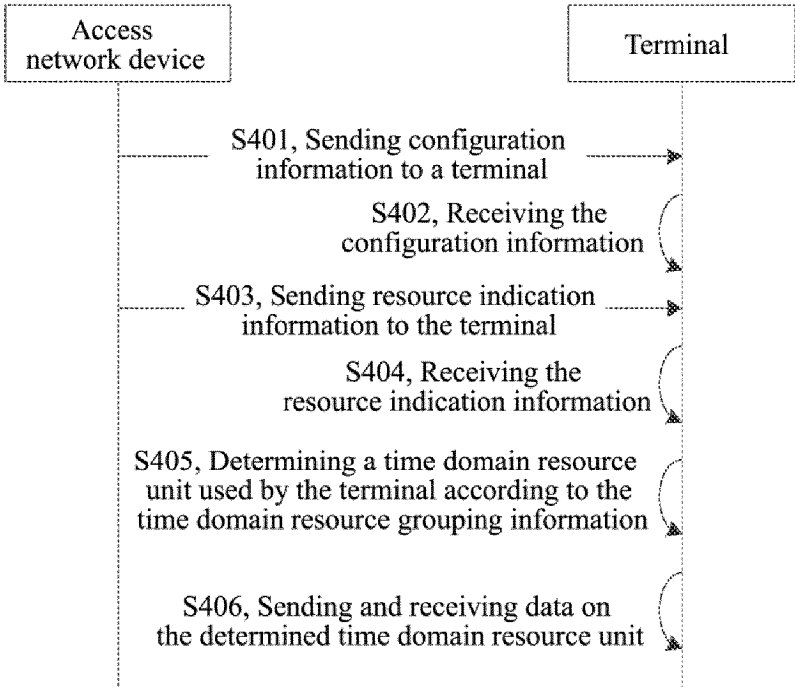 Access
network device
Terminal
S401, Sending configuration
information to a terminal
S402, Receiving the
configuration information
S403, Sending resource indication
information to the terminal
S404, Receiving the
resource indication information
S405, Determining a time domain resource
unit used by the terminal according to the
time domain resource grouping information
S406, Sending and receiving data on
the determined time domain resource unit